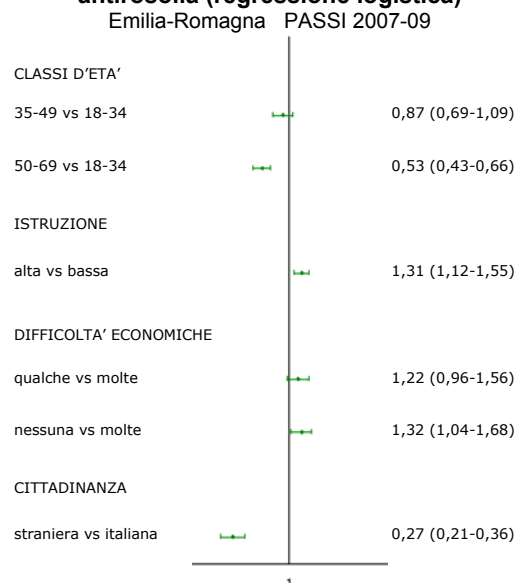 antirosolia (regressione logistica)
Emilia-Romagna PASSI 2007-09
CLASSI D'ETA'
35-49 vs 18-34 0,87 (0,69-1,09)
50-69 vs 18-34 0,53 (0,43-0,66)
ISTRUZIONE
alta vs bassa 1,31 (1,12-1,55)
DIFFICOLTA' ECONOMICHE
qualche vs molte 1,22 (0,96-1,56)
nessuna vs molte 1,32 (1,04-1,68)
CITTADINANZA
straniera vs italiana 0,27 (0,21-0,36)
1